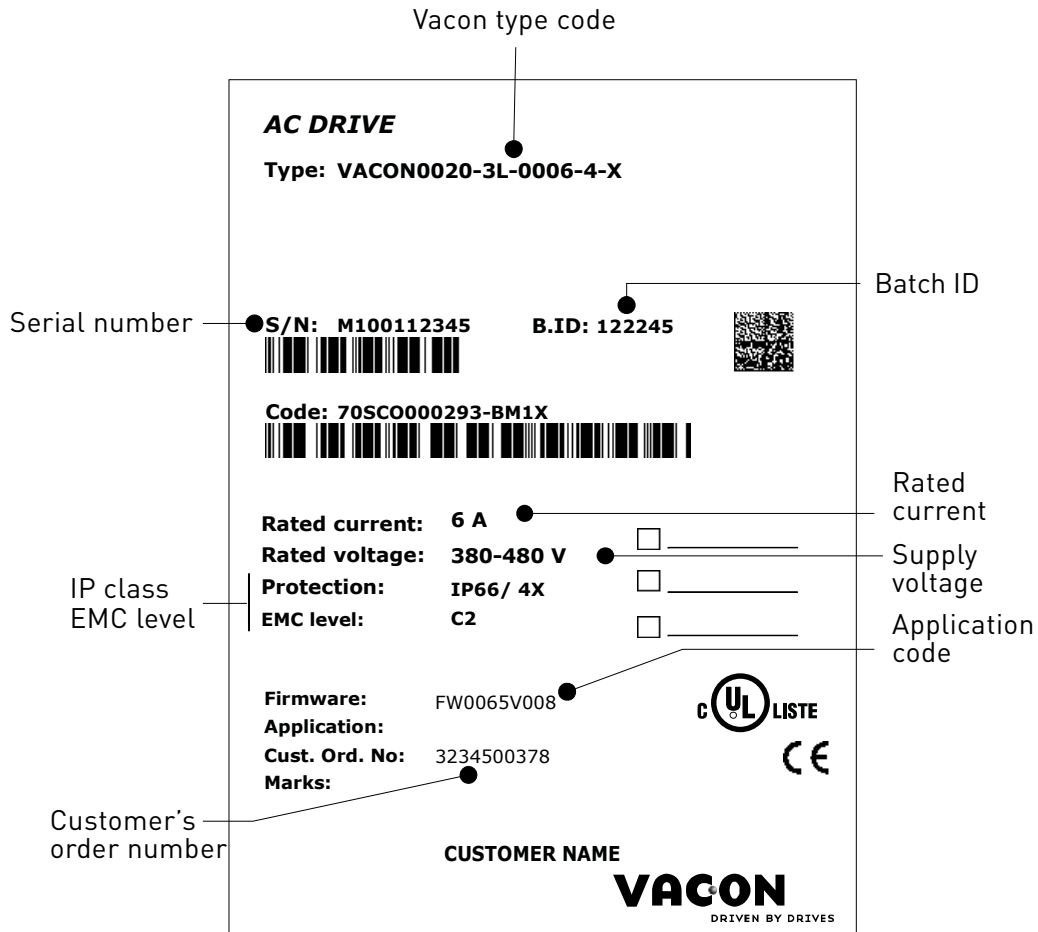 Vacon type code
AC DRIVE
Type: VACON0020-3L-0006-4-X
Batch ID
Serial number
S/N: M100112345 B.ID: 122245
Code: 70SCO000293-BM1X
Rated current
Rated current: 6 A
Rated voltage: 380-480 V
Supply voltage
IP class
EMC level
Protection: IP66/ 4X
EMC level: C2
Application code
Firmware: FW0065V008
Application:
Cust. Ord. No: 3234500378
Marks:
C UL LISTE
CE
Customer's
order number
CUSTOMER NAME
VACON
DRIVEN BY DRIVES